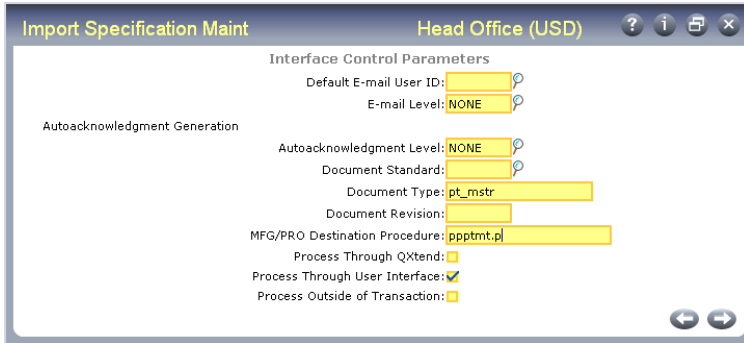 Import Specification Maint Head Office (USD) ? i
Interface Control Parameters
Default E-mail User ID:
E-mail Level: NONE
Autoacknowledgment Generation
Autoacknowledgment Level: NONE
Document Standard:
Document Type: pt_mstr
Document Revision:
MFG/PRO Destination Procedure: ppptmt.p
Process Through QXtend:
Process Through User Interface:
Process Outside of Transaction: